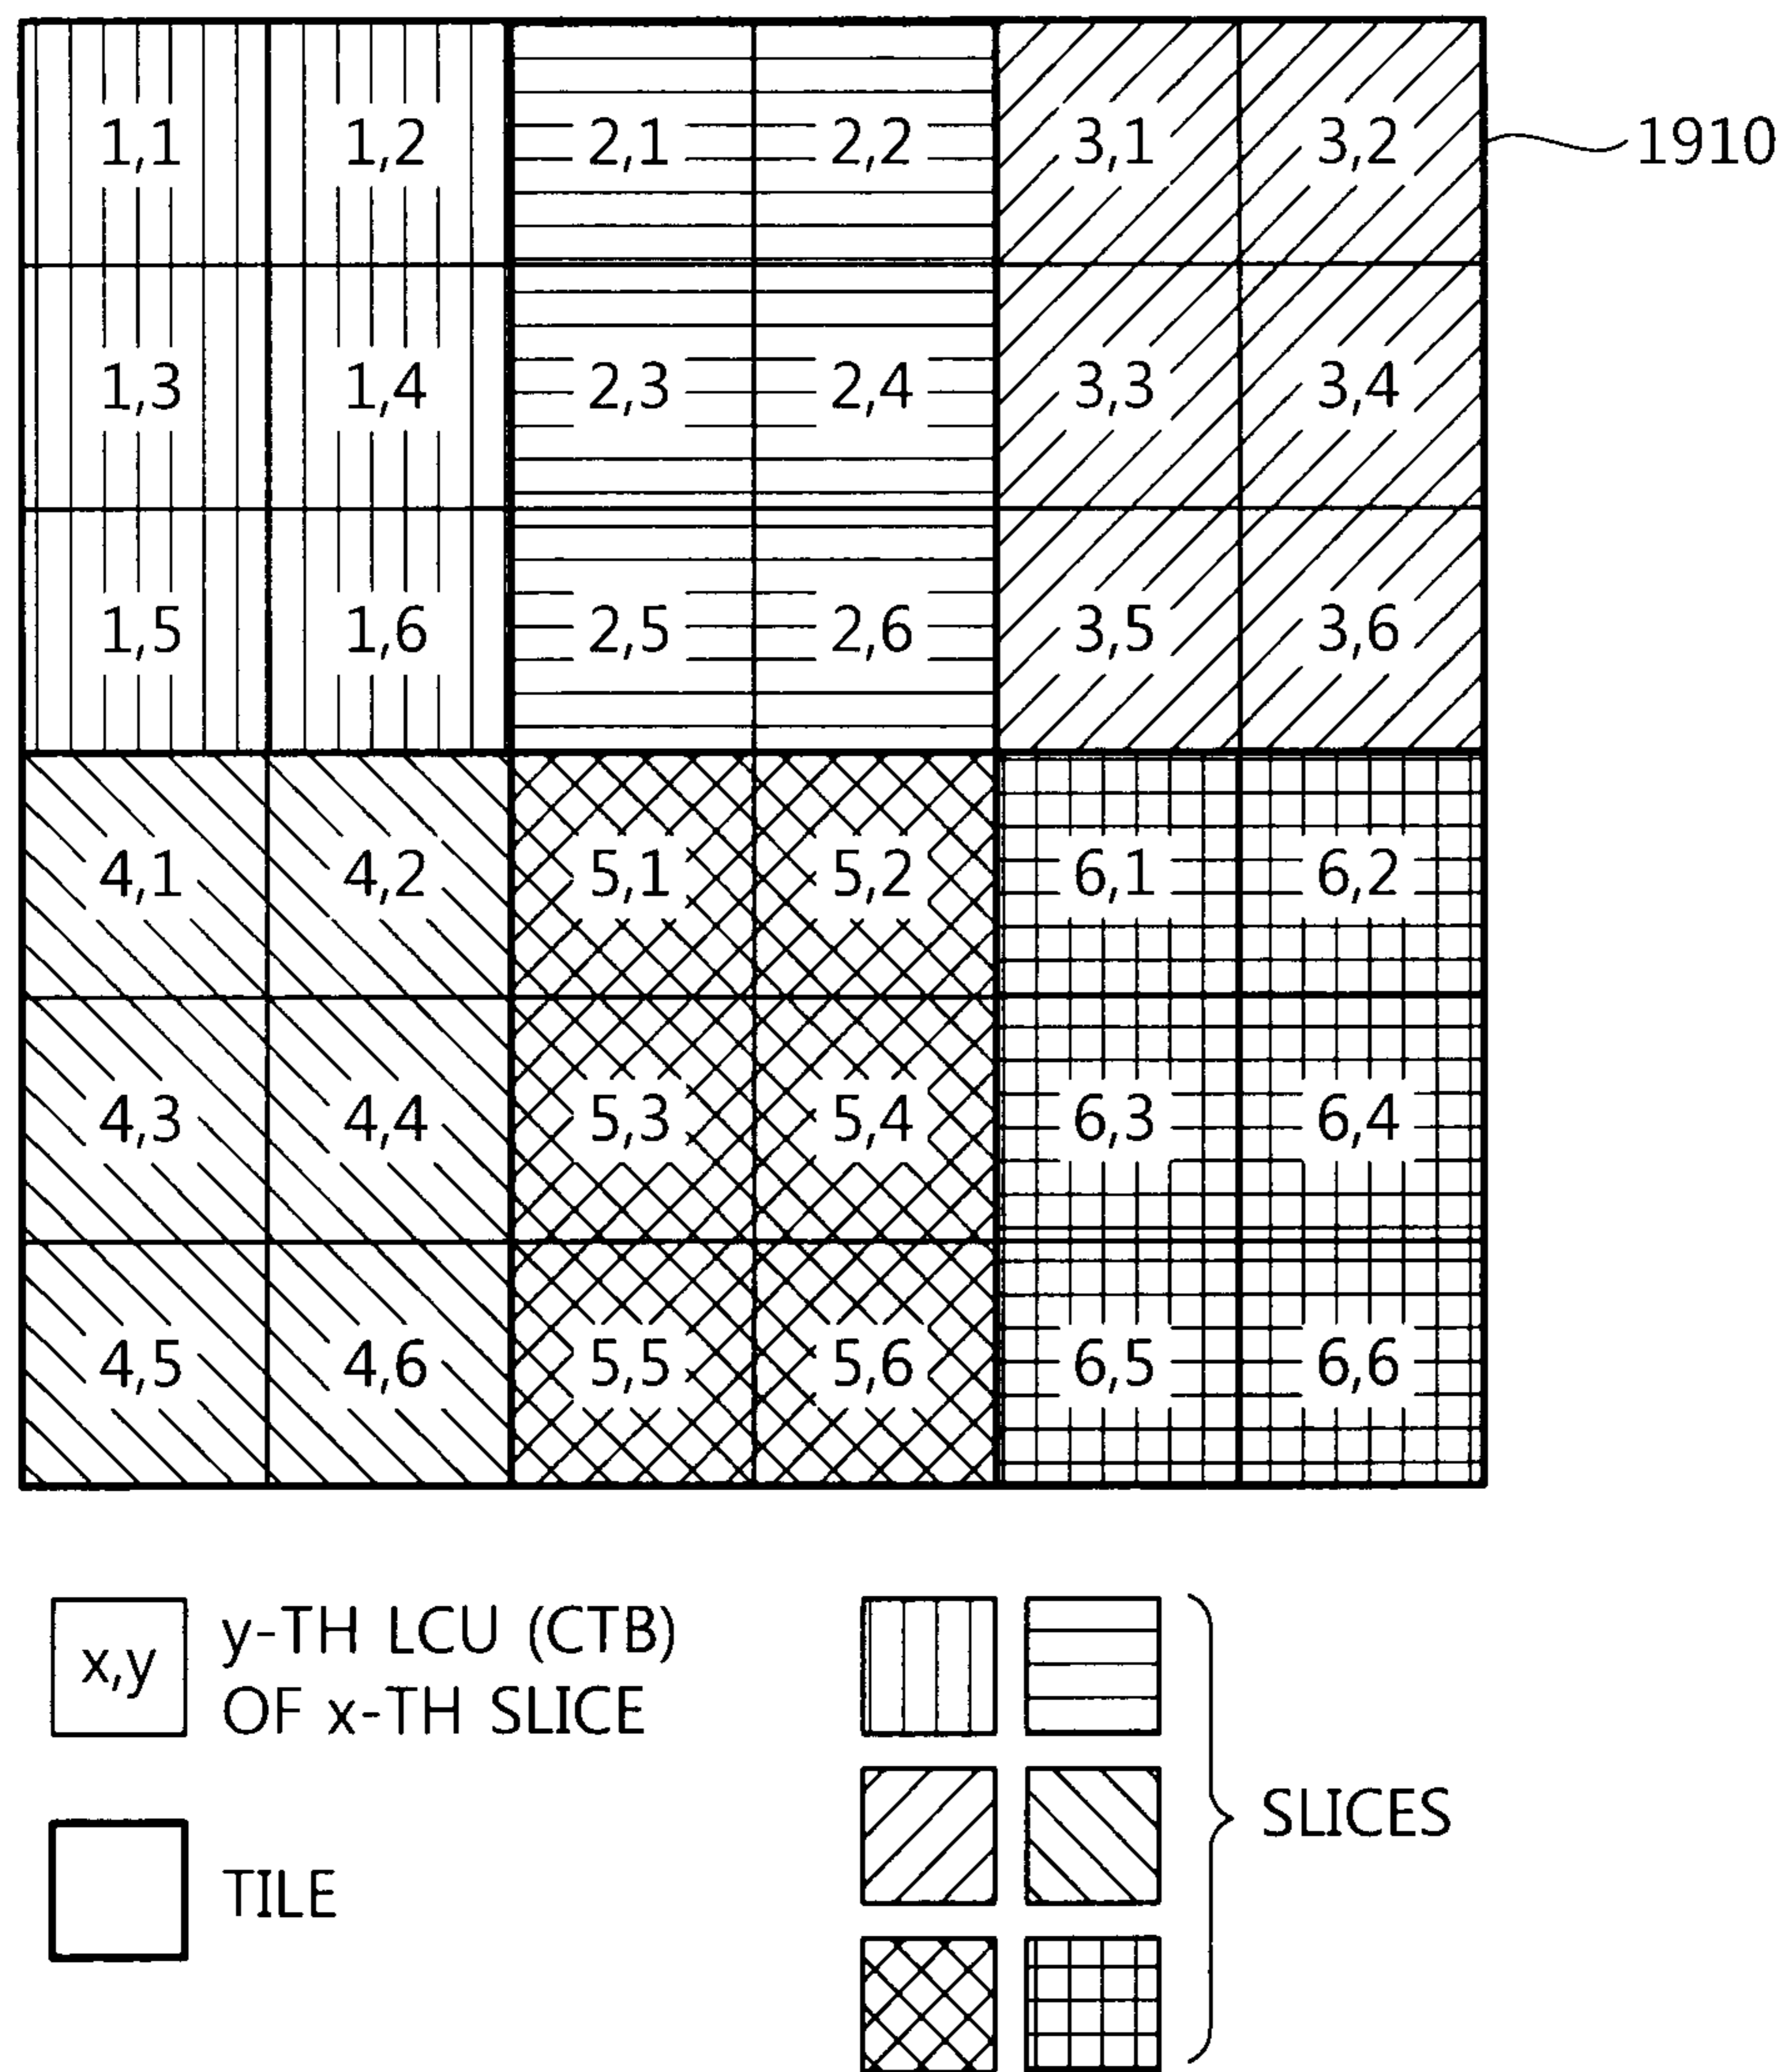 1,1 1,2 2,1 2,2 3,1 3,2 1910
1,3 1,4 2,3 2,4 3,3 3,4
1,5 1,6 2,5 2,6 3,5 3,6
4,1 4,2 5,1 5,2 6,1 6,2
4,3 4,4 5,3 5,4 6,3 6,4
4,5 4,6 5,5 5,6 6,5 6,6
x,y
y-TH LCU (CTB)
OF x-TH SLICE
TILE
SLICES